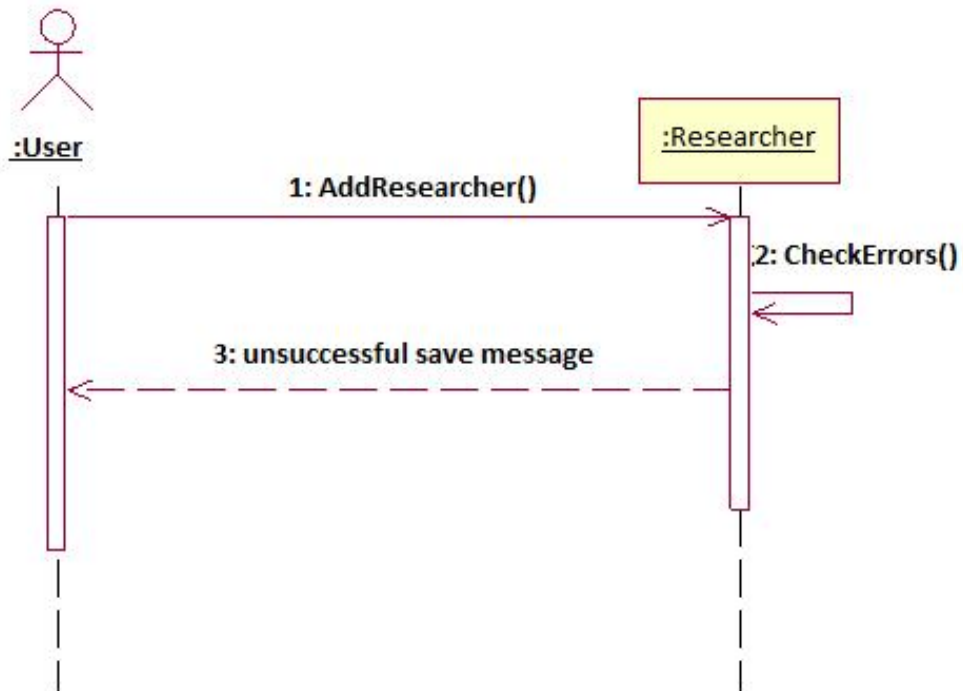 :User
:Researcher
1: AddResearcher()
2: CheckErrors()
3: unsuccessful save message